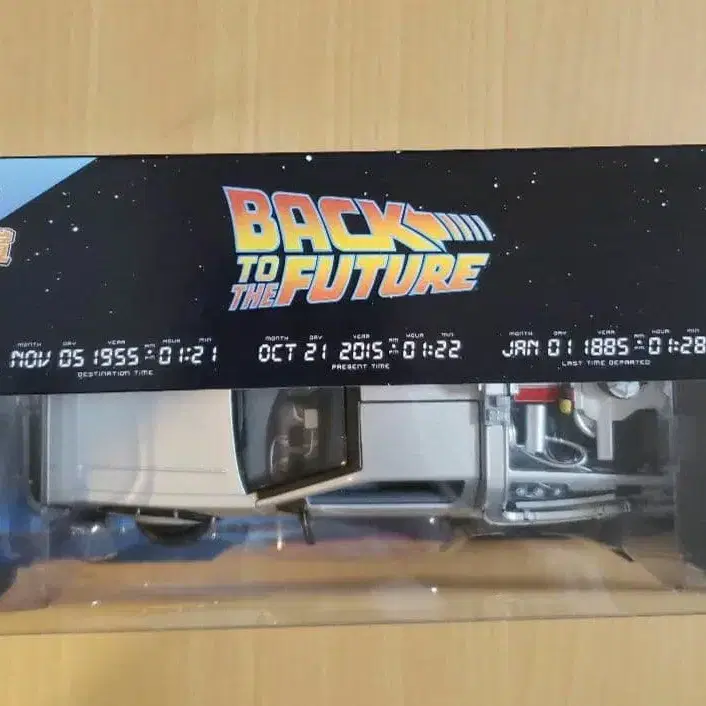 BACK
TO
THE FUTURE
MONTH DAY YEAR AM HOUR MIN
NOV 05 1955 PM 01:21
DESTINATION TIME
MONTH DAY YEAR AM HOUR MIN
OCT 21 2015 PM 01:22
PRESENT TIME
MONTH DAY YEAR AM HOUR MIN
JAN 01 1885 PM 01:28
LAST TIME DEPARTED